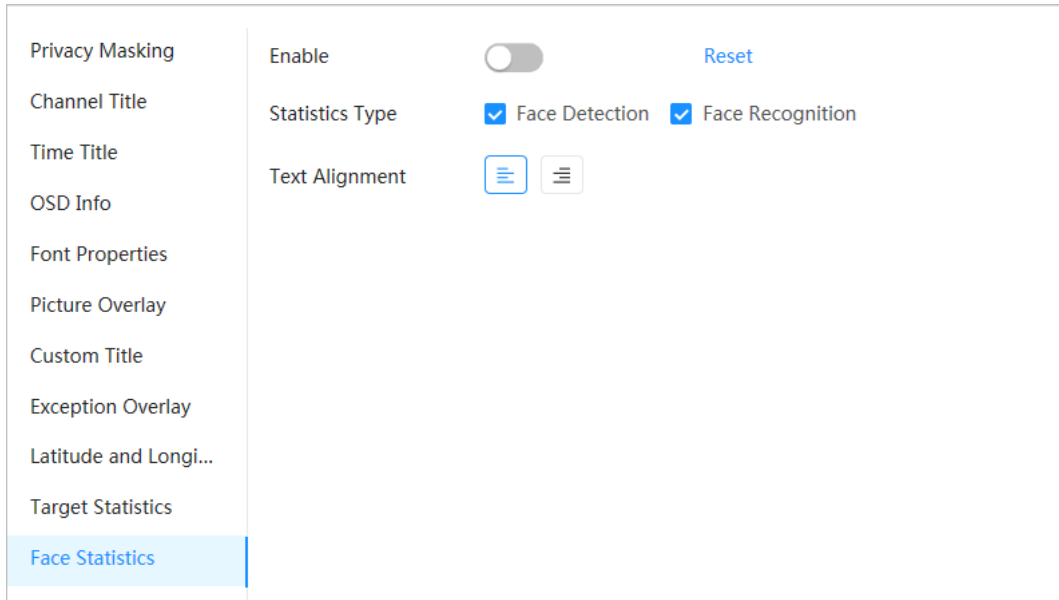 Privacy Masking
Channel Title
Time Title
OSD Info
Font Properties
Picture Overlay
Custom Title
Exception Overlay
Latitude and Longi...
Target Statistics
Face Statistics
Enable Reset
Statistics Type Face Detection Face Recognition
Text Alignment